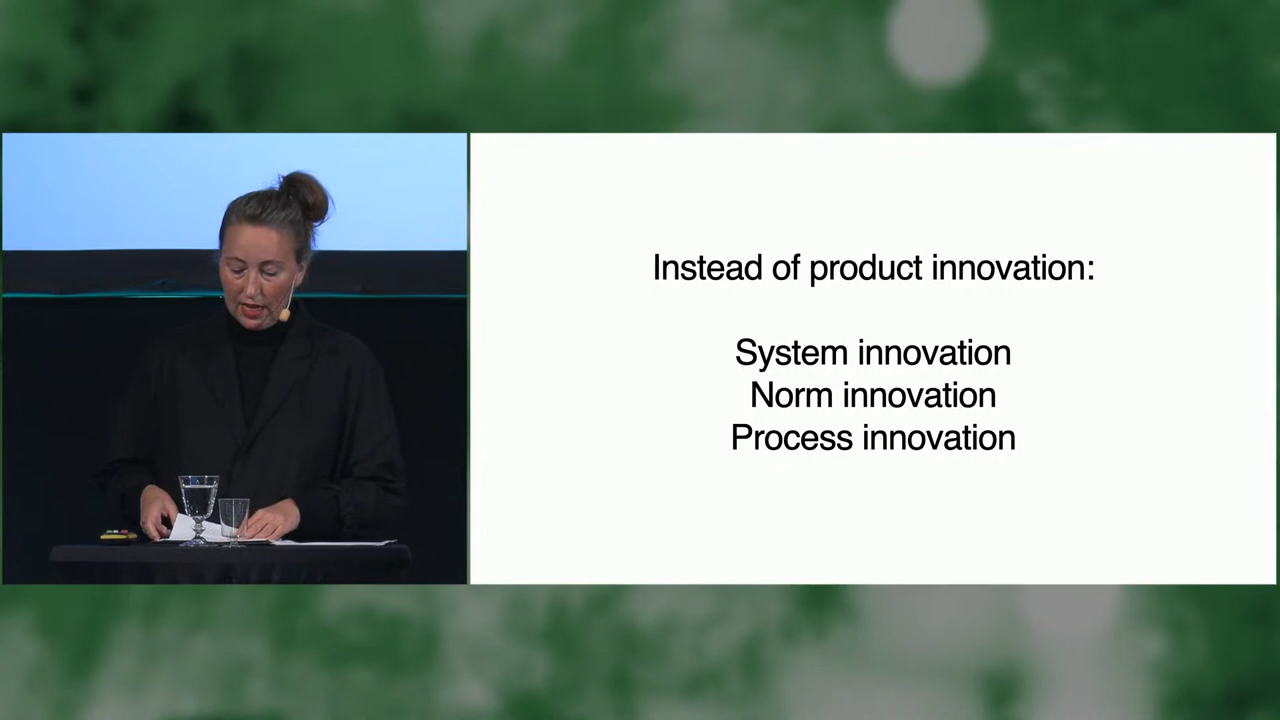 Instead of product innovation:
System innovation
Norm innovation
Process innovation